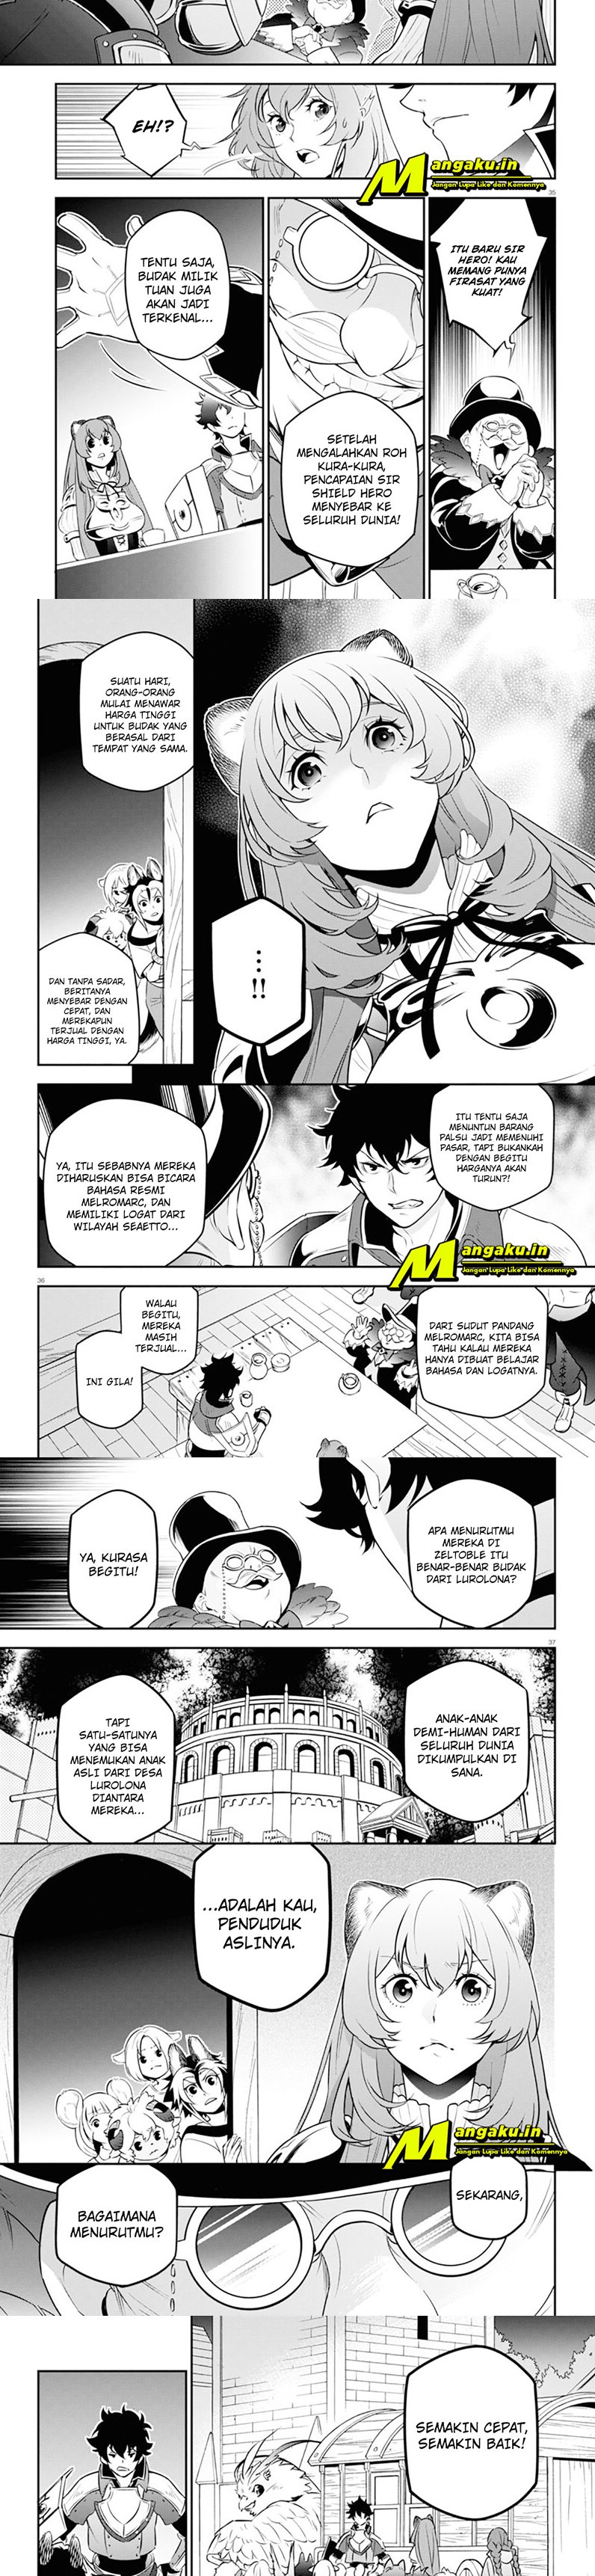 EH!?
Mangaku.in
Jangan Lupa Like dan Komennya
35
ITU BARU SIR
HERO! KAU
MEMANG PUNYA
FIRASAT YANG
KUAT!
SETELAH
MENGALAHKAN ROH
KURA-KURA,
PENCAPAIAN SIR
SHIELD HERO
MENYEBAR KE
SELURUH DUNIA!
TENTU SAJA,
BUDAK MILIK
TUAN JUGA
AKAN JADI
TERKENAL...
SUATU HARI,
ORANG-ORANG
MULAI MENAWAR
HARGA TINGGI
UNTUK BUDAK YANG
BERASAL DARI
TEMPAT YANG SAMA.
...!!
DAN TANPA SADAR,
BERITANYA
MENYEBAR DENGAN
CEPAT, DAN
MEREKAPUN
TERJUAL DENGAN
HARGA TINGGI, YA.
ITU TENTU SAJA
MENUNTUN BARANG
PALSU JADI MEMENUHI
PASAR, TAPI BUKANKAH
DENGAN BEGITU
HARGANYA AKAN
TURUN?!
YA, ITU SEBABNYA MEREKA
DIHARUSKAN BISA BICARA
BAHASA RESMI
MELROMARC, DAN
MEMILIKI LOGAT DARI
WILAYAH SEAETTO...
Mangaku.in
Jangan Lupa Like dan Komennya
36
DARI SUDUT PANDANG
MELROMARC, KITA BISA
TAHU KALAU MEREKA
HANYA DIBUAT BELAJAR
BAHASA DAN LOGATNYA.
WALAU
BEGITU,
MEREKA
MASIH
TERJUAL...
INI GILA!
APA MENURUTMU
MEREKA DI
ZELTOBLE ITU
BENAR-BENAR BUDAK
DARI LUROLONA?
YA, KURASA
BEGITU!
37
ANAK-ANAK
DEMI-HUMAN DARI
SELURUH DUNIA
DIKUMPULKAN DI
SANA.
TAPI
SATU-SATUNYA
YANG BISA
MENEMUKAN ANAK
ASLI DARI DESA
LUROLONA
DIANTARA
MEREKA...
...ADALAH KAU,
PENDUDUK
ASLINYA.
Mangaku.in
Jangan Lupa Like dan Komennya
SEKARANG,
BAGAIMANA
MENURUTMU?
SEMAKIN CEPAT,
SEMAKIN BAIK!